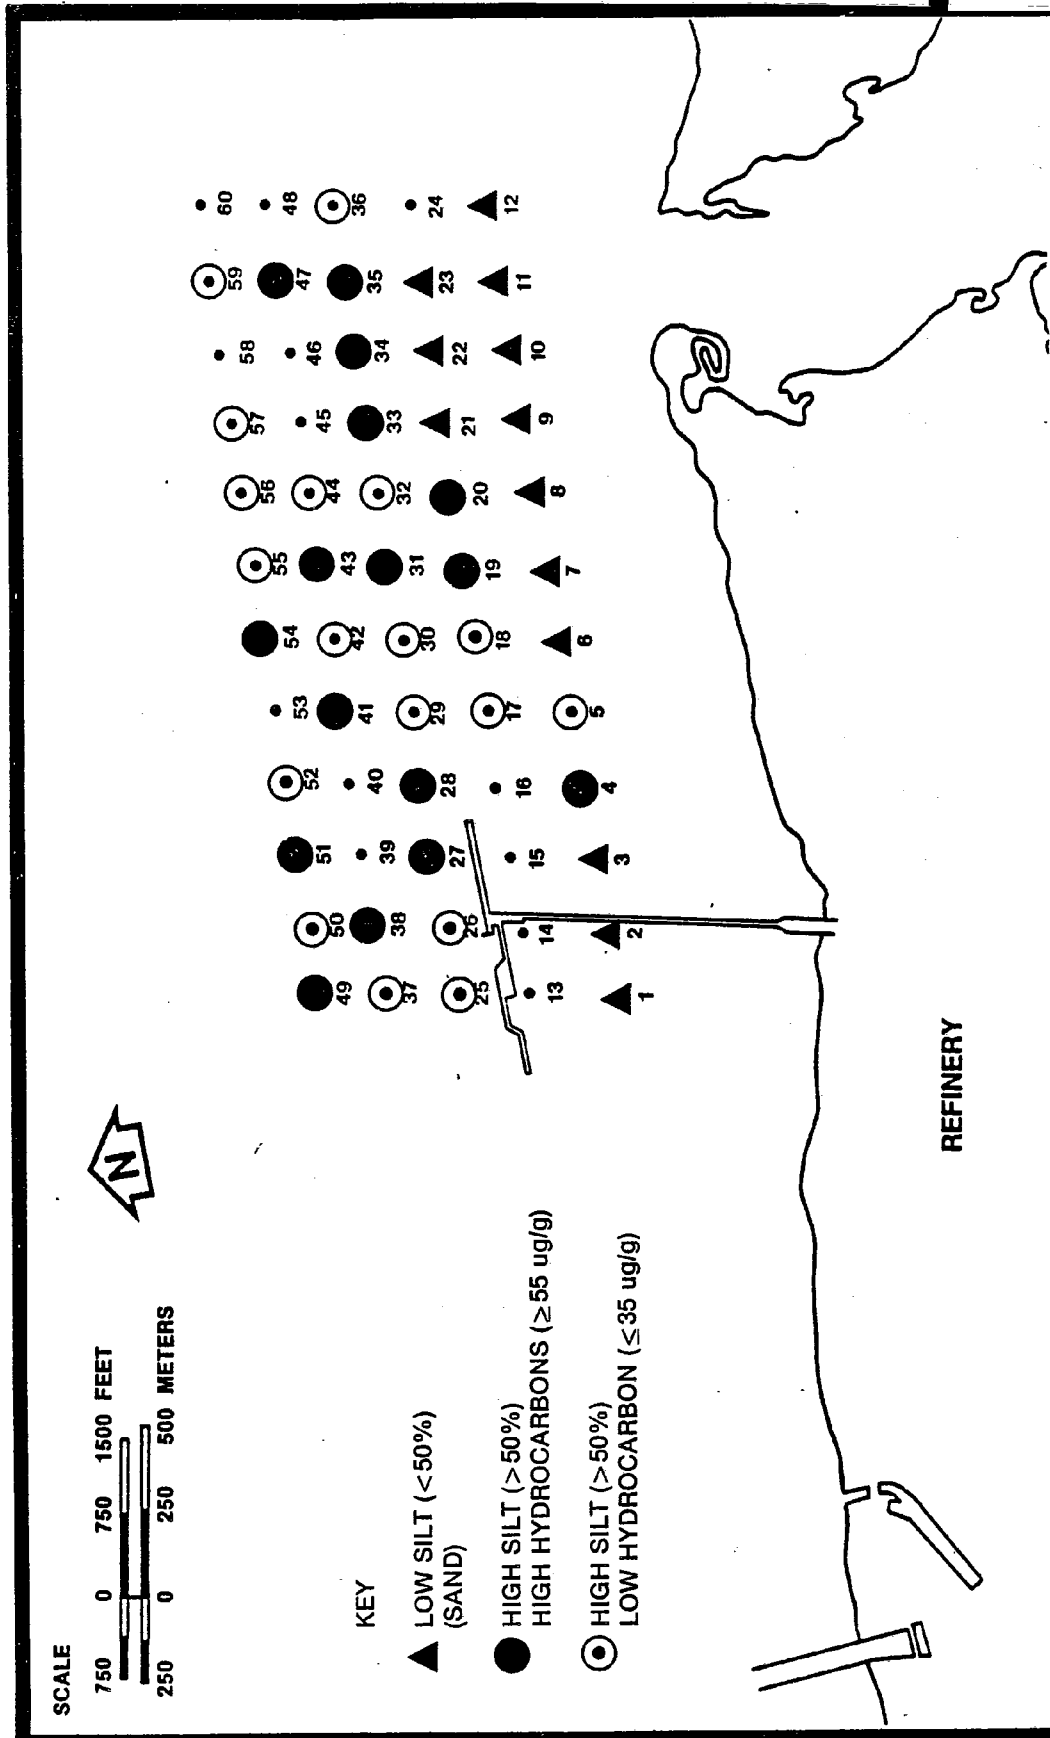 SCALE
750 0 750 1500 FEET
250 0 250 500 METERS
N
KEY
LOW SILT (<50%)
(SAND)
HIGH SILT (>50%)
HIGH HYDROCARBONS (≥55 ug/g)
HIGH SILT (>50%)
LOW HYDROCARBON (≤35 ug/g)
49 50 51 52 53 54 55 56 57 58 59 60
37 38 39 40 41 42 43 44 45 46 47 48
25 26 27 28 29 30 31 32 33 34 35 36
13 14 15 16 17 18 19 20 21 22 23 24
1 2 3 4 5 6 7 8 9 10 11 12
REFINERY